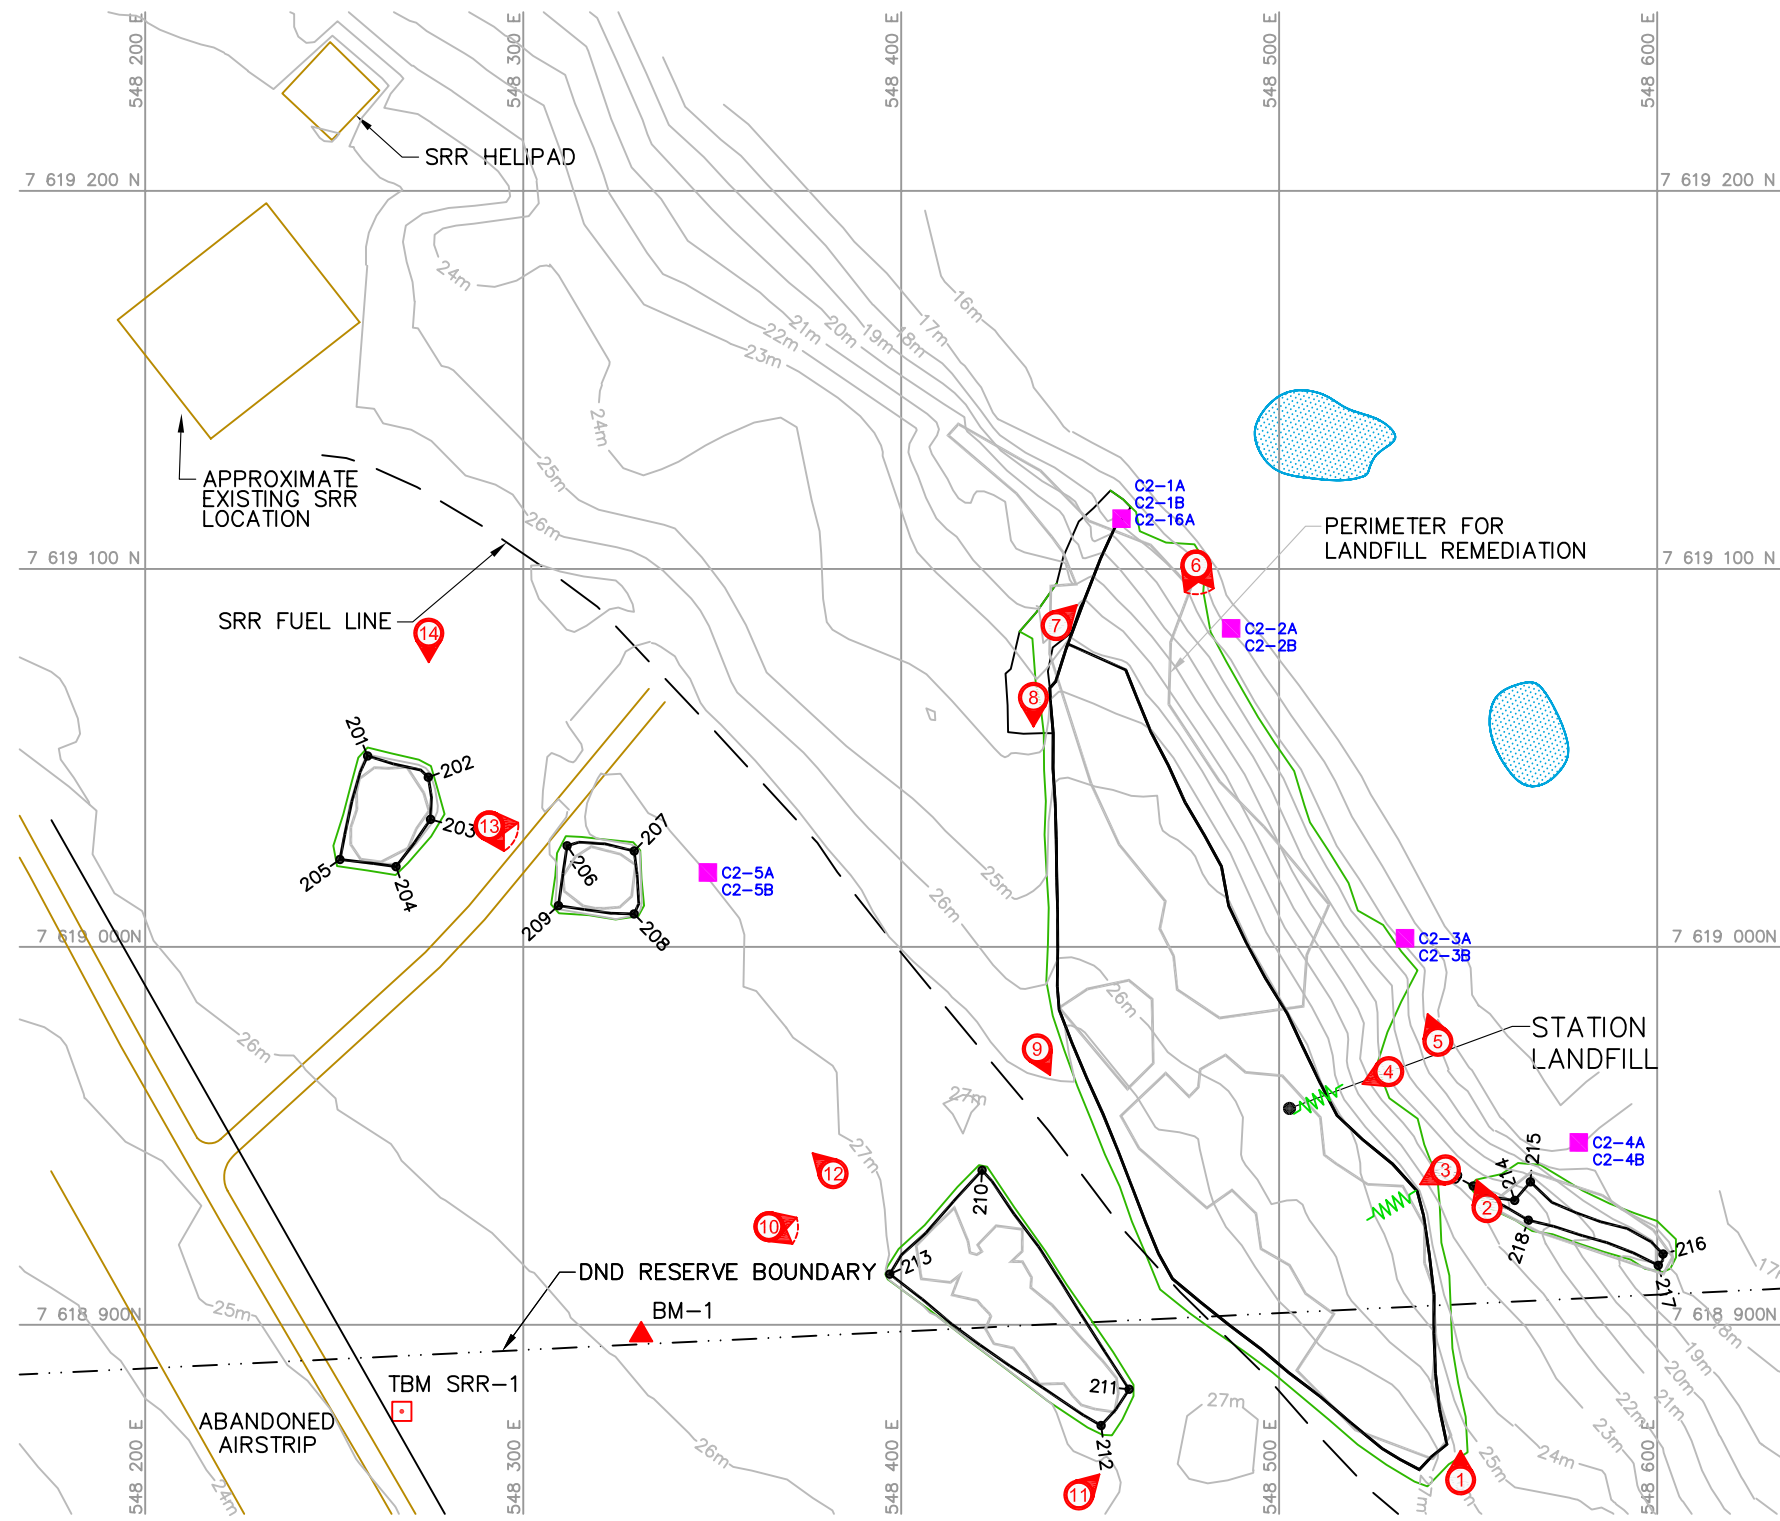 548 200 E
548 300 E
548 400 E
548 500 E
548 600 E
SRR HELIPAD
7 619 200 N
7 619 200 N
24m
16m
17m
18m
19m
20m
21m
22m
23m
24m
APPROXIMATE
EXISTING SRR
LOCATION
25m
26m
C2-1A
C2-1B
C2-16A
PERIMETER FOR
LANDFILL REMEDIATION
7 619 100 N
7 619 100 N
6
SRR FUEL LINE
14
7
C2-2A
C2-2B
8
201
202
203
204
205
13
206
207
208
209
C2-5A
C2-5B
25m
26m
7 619 000N
7 619 000N
C2-3A
C2-3B
26m
STATION
LANDFILL
5
4
9
26m
27m
27m
C2-4A
C2-4B
12
3
2
214
215
210
218
216
217
10
213
DND RESERVE BOUNDARY
17m
25m
BM-1
7 618 900N
7 618 900N
18m
19m
20m
21m
22m
23m
24m
25m
27m
TBM SRR-1
211
212
27m
ABANDONED
AIRSTRIP
26m
24m
11
1
548 200 E
548 300 E
548 400 E
548 500 E
548 600 E